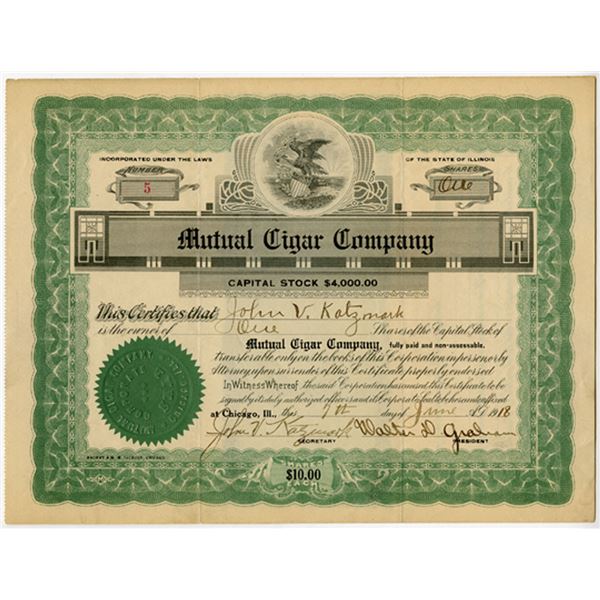 INCORPORATED UNDER THE LAWS
OF THE STATE OF ILLINOIS
NUMBER
5
SHARES
One
Mutual Cigar Company
CAPITAL STOCK $4,000.00
This Certifies that John V. Katzmark
is the owner of One Shares of the Capital Stock of
Mutual Cigar Company, fully paid and non-assessable,
transferable only on the books of this Corporation in person or by
Attorney upon surrender of this Certificate properly endorsed
In Witness Whereof the said Corporation has caused this Certificate to be
signed by its duly authorized officers and its Corporate Seal to be hereunto affixed
at Chicago, Ill., this 7th day of June A.D. 1918
John V. Katzmark
SECRETARY
Walter D. Graham
PRESIDENT
SHARES
$10.00
EACH